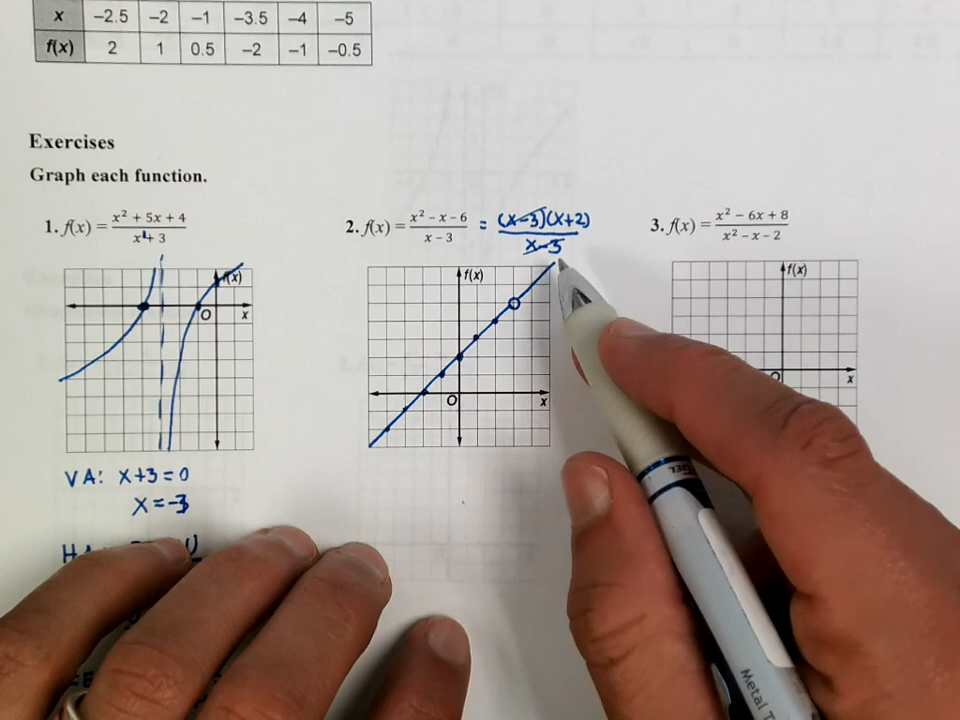 x –2.5 –2 –1 –3.5 –4 –5
f(x) 2 1 0.5 –2 –1 –0.5
Exercises
Graph each function.
1. f(x) = x² + 5x + 4 / x + 3
2. f(x) = x² – x – 6 / x – 3 = (x-3)(x+2) / x-3
3. f(x) = x² – 6x + 8 / x² – x – 2
f(x)
O x
f(x)
O x
f(x)
O x
VA: x+3=0
x=-3
Metal